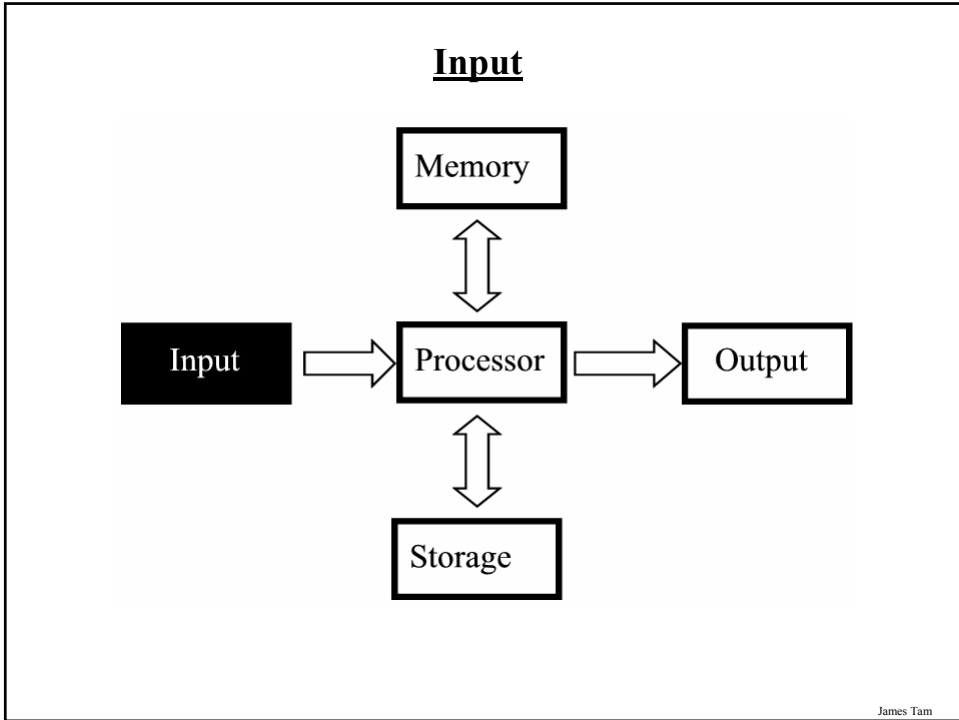 Input
Memory
Input
Processor
Output
Storage
James Tam